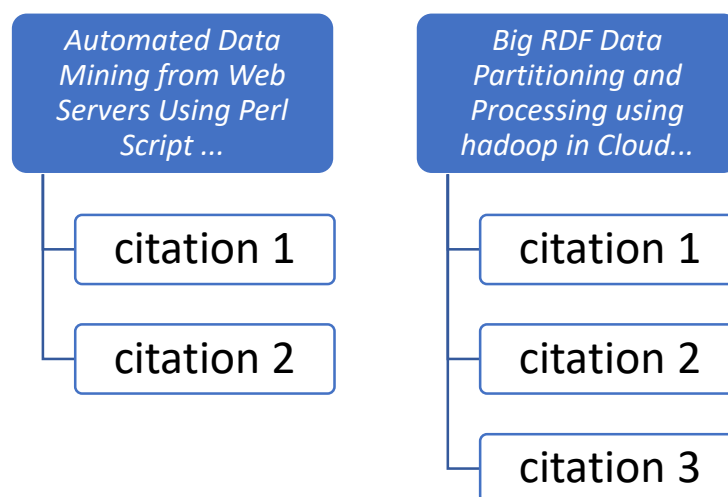 Automated Data
Mining from Web
Servers Using Perl
Script ...
citation 1
citation 2
Big RDF Data
Partitioning and
Processing using
hadoop in Cloud...
citation 1
citation 2
citation 3